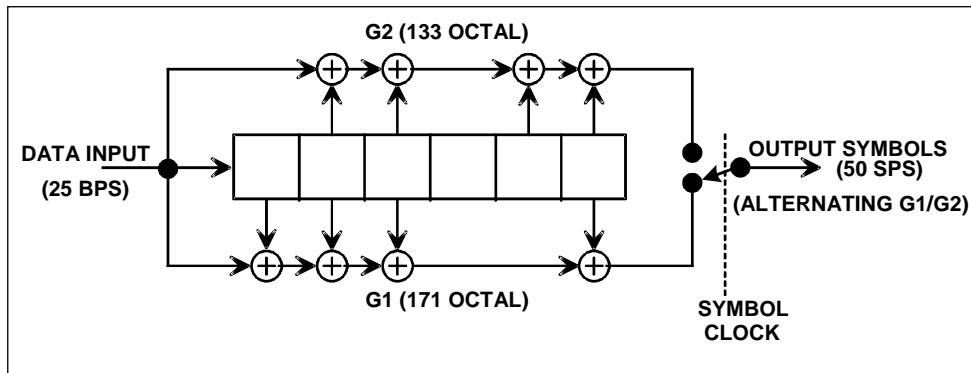 G2 (133 OCTAL)
DATA INPUT
(25 BPS)
OUTPUT SYMBOLS
(50 SPS)
(ALTERNATING G1/G2)
G1 (171 OCTAL)
SYMBOL
CLOCK